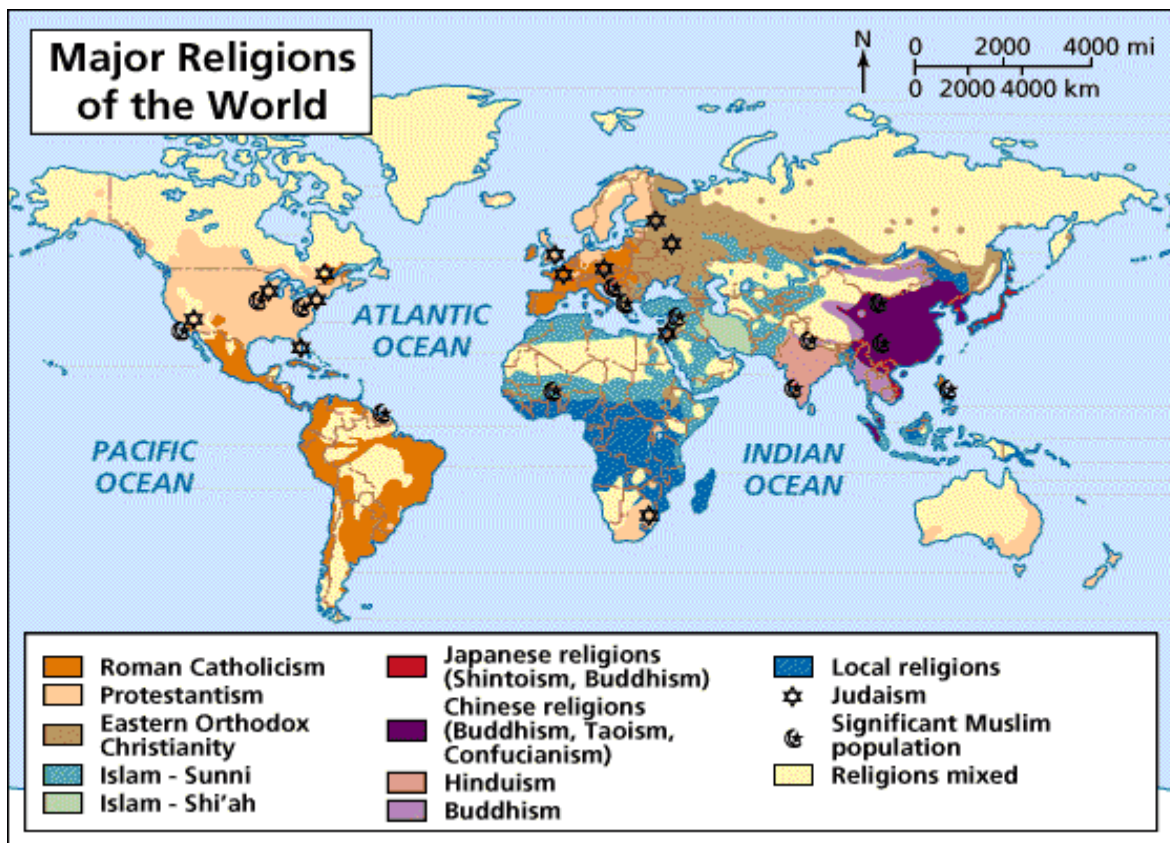 Major Religions
of the World
N
0 2000 4000 mi
0 2000 4000 km
ATLANTIC
OCEAN
PACIFIC
OCEAN
INDIAN
OCEAN
Roman Catholicism
Protestantism
Eastern Orthodox
Christianity
Islam - Sunni
Islam - Shi'ah
Japanese religions
(Shintoism, Buddhism)
Chinese religions
(Buddhism, Taoism,
Confucianism)
Hinduism
Buddhism
Local religions
Judaism
Significant Muslim
population
Religions mixed